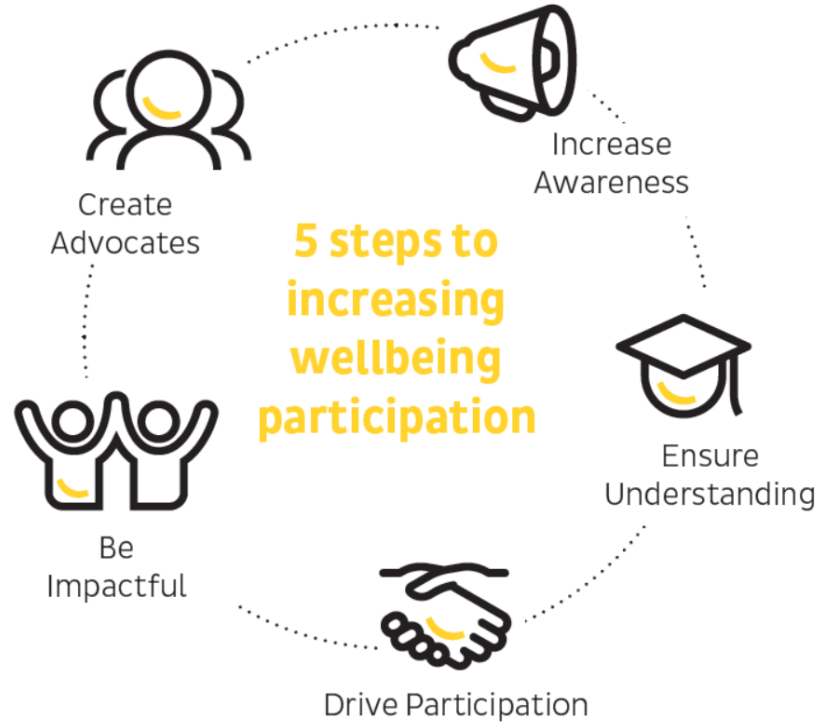 5 steps to
increasing
wellbeing
participation
Increase
Awareness
Ensure
Understanding
Drive Participation
Be
Impactful
Create
Advocates